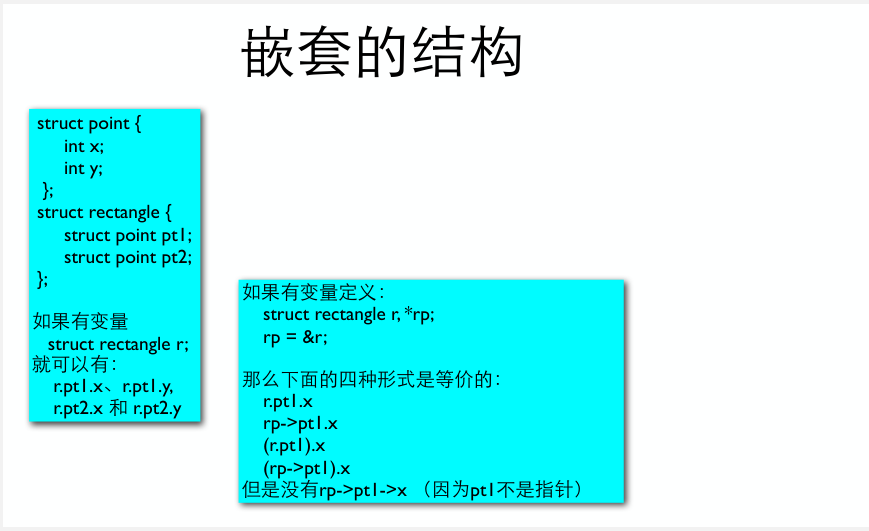 嵌套的结构
struct point {
int x;
int y;
};
struct rectangle {
struct point pt1;
struct point pt2;
};
如果有变量
struct rectangle r;
就可以有：
r.pt1.x、r.pt1.y,
r.pt2.x 和 r.pt2.y
如果有变量定义：
struct rectangle r, *rp;
rp = &r;
那么下面的四种形式是等价的：
r.pt1.x
rp->pt1.x
(r.pt1).x
(rp->pt1).x
但是没有rp->pt1->x （因为pt1不是指针）